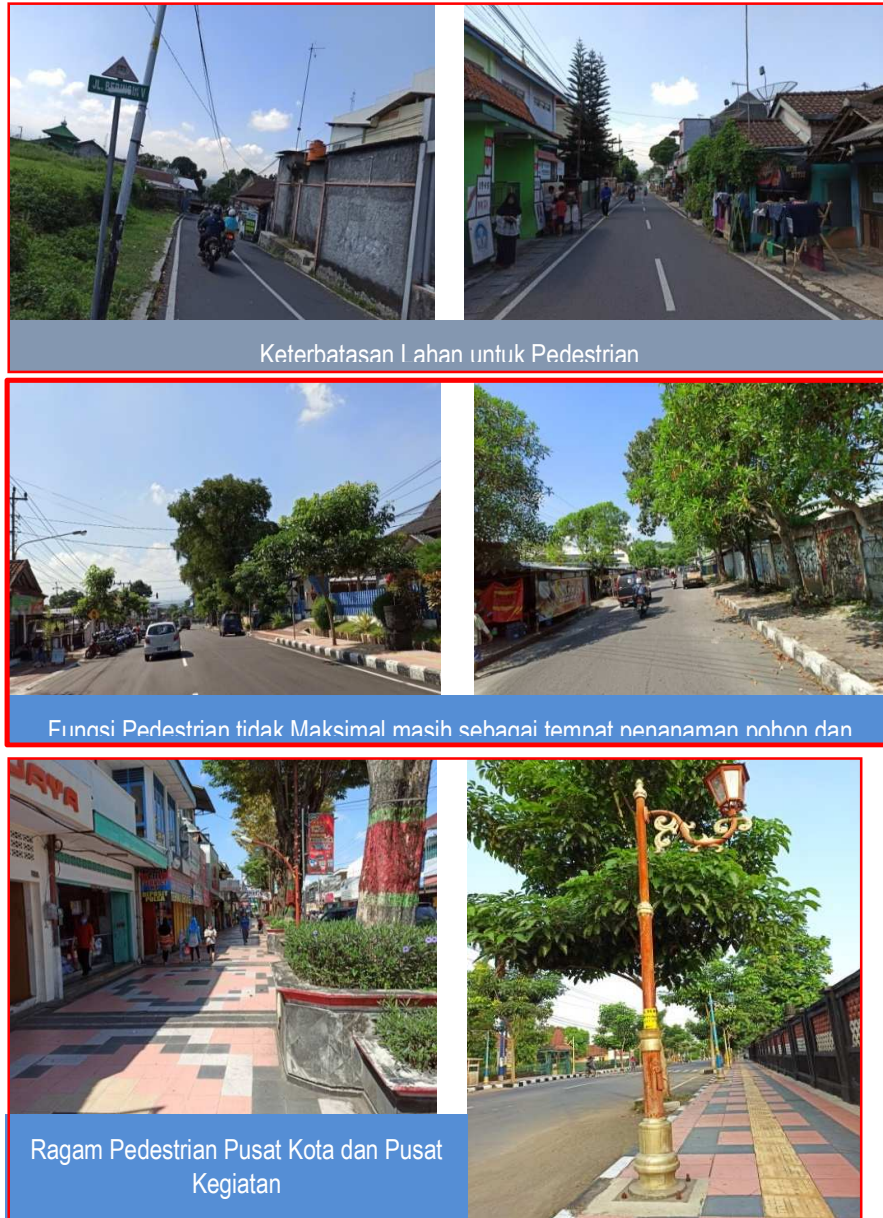 Keterbatasan Lahan untuk Pedestrian
Fungsi Pedestrian tidak Maksimal masih sebagai tempat penanaman pohon dan
JAYA
Ragam Pedestrian Pusat Kota dan Pusat
Kegiatan